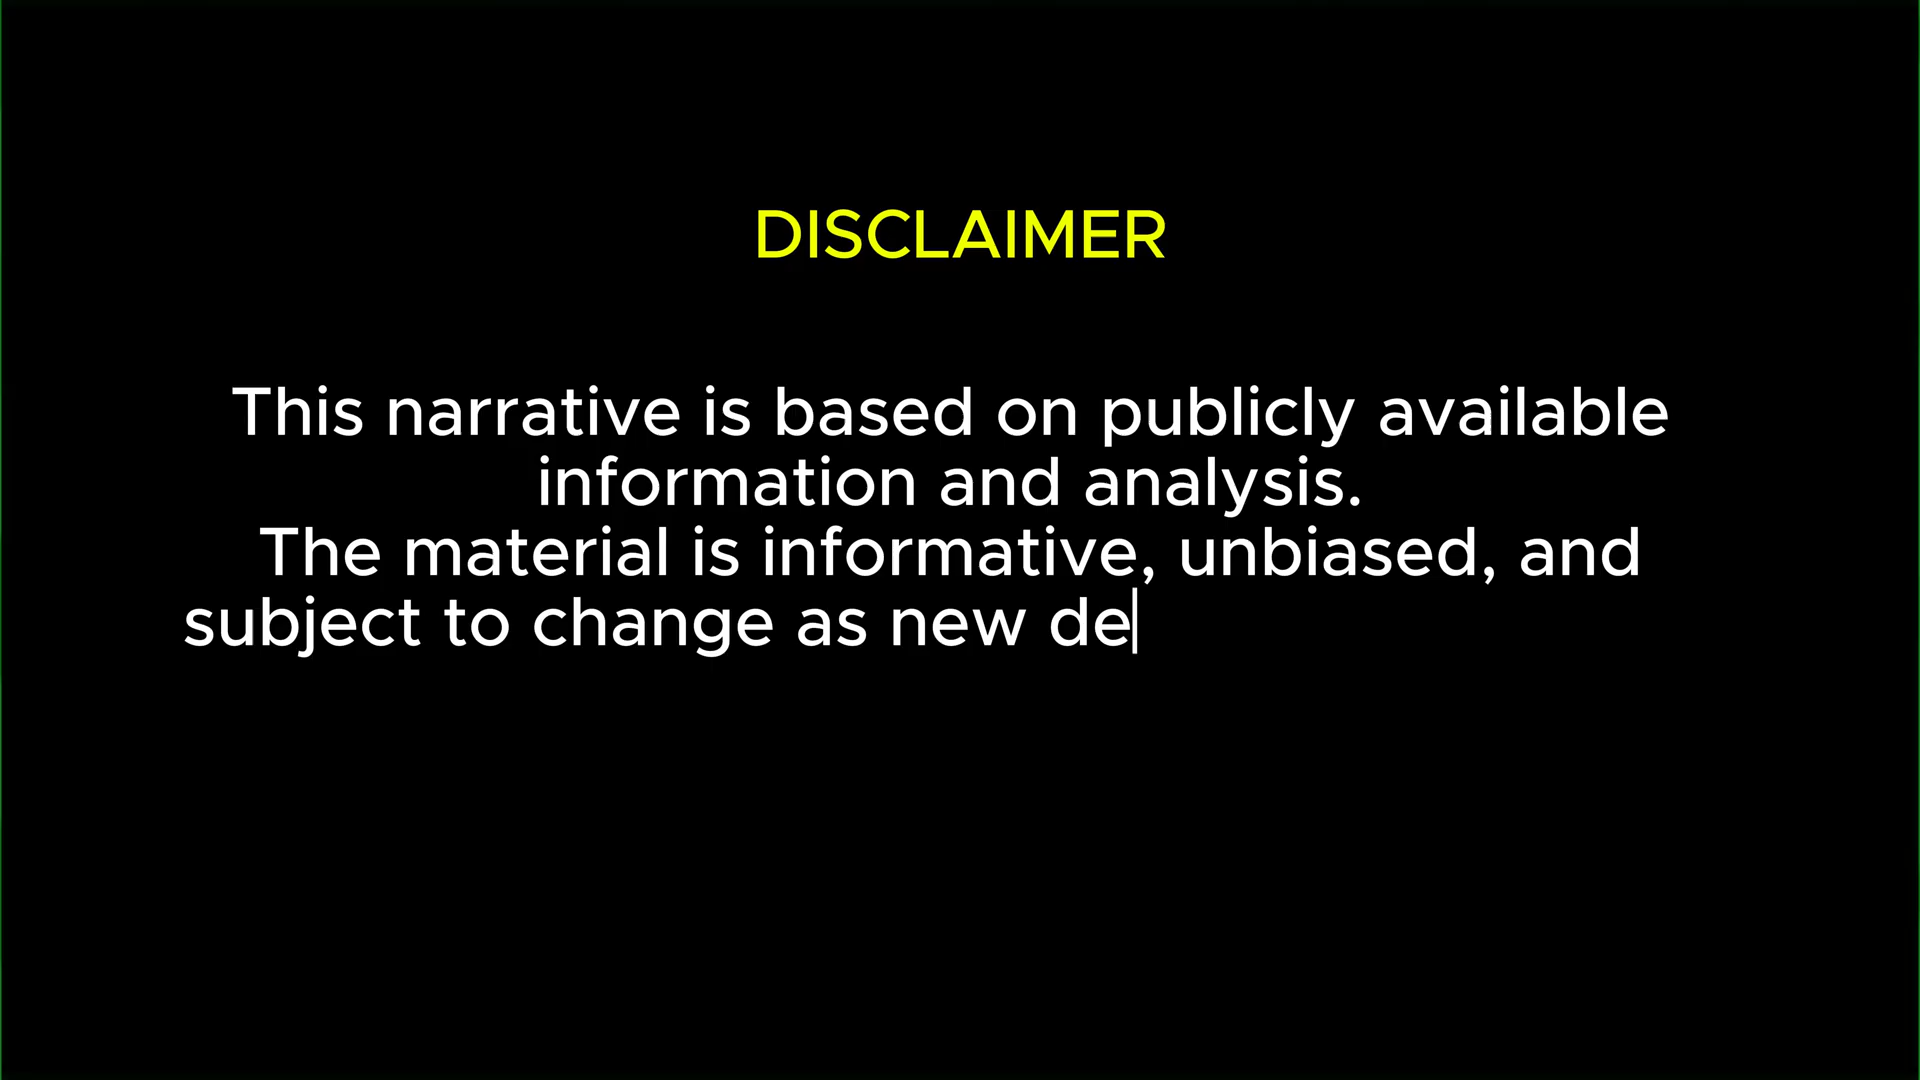 DISCLAIMER
This narrative is based on publicly available
information and analysis.
The material is informative, unbiased, and
subject to change as new de